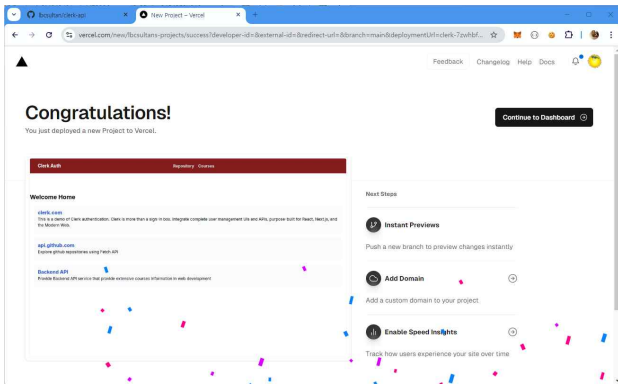 lbcsultan/clerk-api
New Project – Vercel
vercel.com/new/lbcsultans-projects/success?developer-id=&external-id=&redirect-url=&branch=main&deploymentUrl=clerk-7zwhbf...
Feedback Changelog Help Docs
Congratulations!
You just deployed a new Project to Vercel.
Continue to Dashboard
Clerk Auth Repository Courses
Welcome Home
clerk.com
This is a demo of Clerk authentication. Clerk is more than a sign in box. Integrate complete user management UIs and APIs, purpose-built for React, Next.js, and
the Modern Web.
api.github.com
Explore github repositories using Fetch API
Backend API
Provide Backend API service that provide extensive courses information in web development
Next Steps
Instant Previews
Push a new branch to preview changes instantly
Add Domain
Add a custom domain to your project
Enable Speed Insights
Track how users experience your site over time